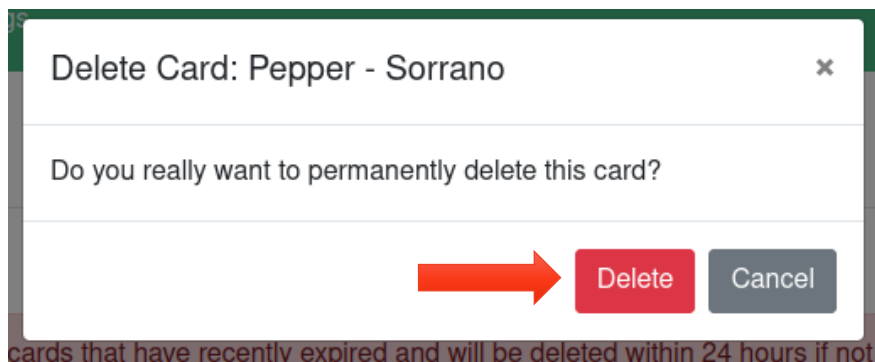 gs
Delete Card: Pepper - Sorrano
×
Do you really want to permanently delete this card?
Delete Cancel
cards that have recently expired and will be deleted within 24 hours if not